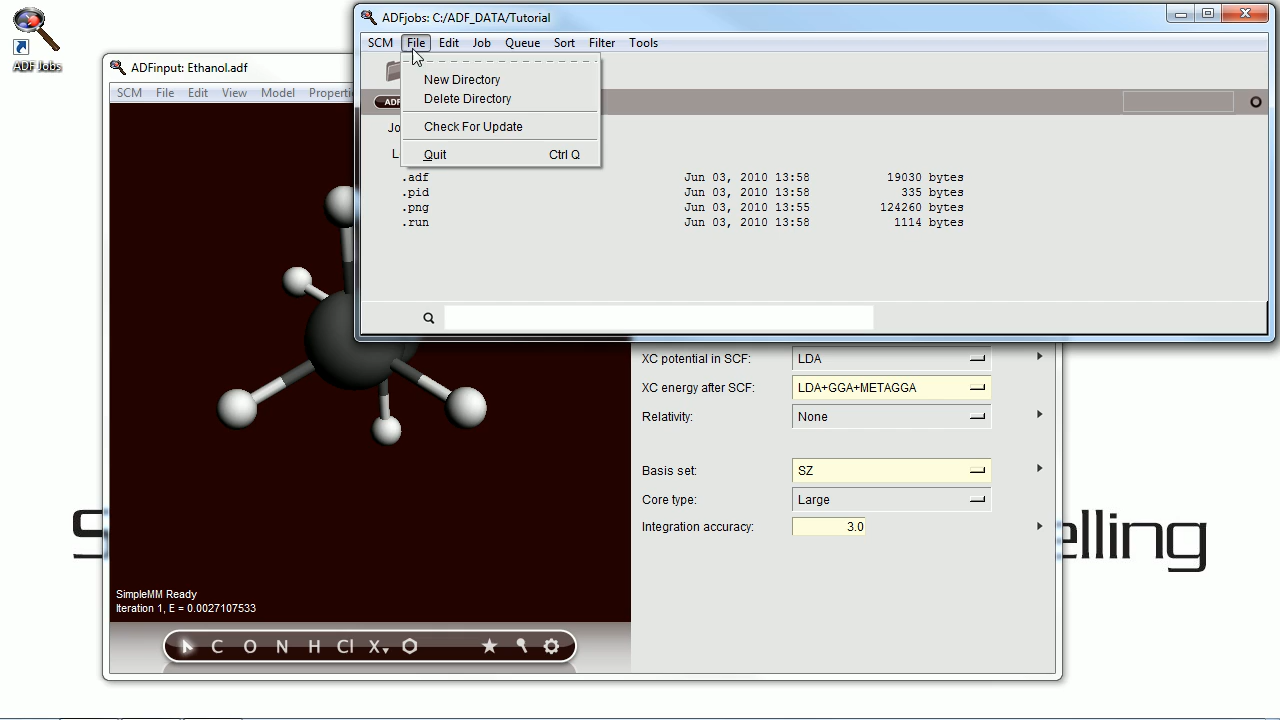 ADF Jobs
ADFjobs: C:/ADF_DATA/Tutorial
SCM File Edit Job Queue Sort Filter Tools
New Directory
Delete Directory
Check For Update
Quit Ctrl Q
ADF
Jo
L
.adf Jun 03, 2010 13:58 19030 bytes
.pid Jun 03, 2010 13:58 335 bytes
.png Jun 03, 2010 13:55 124260 bytes
.run Jun 03, 2010 13:58 1114 bytes
ADFinput: Ethanol.adf
SCM File Edit View Model Properti
XC potential in SCF: LDA
XC energy after SCF: LDA+GGA+METAGGA
Relativity: None
Basis set: SZ
Core type: Large
Integration accuracy: 3.0
SimpleMM Ready
Iteration 1, E = 0.0027107533
C O N H Cl X
S
elling